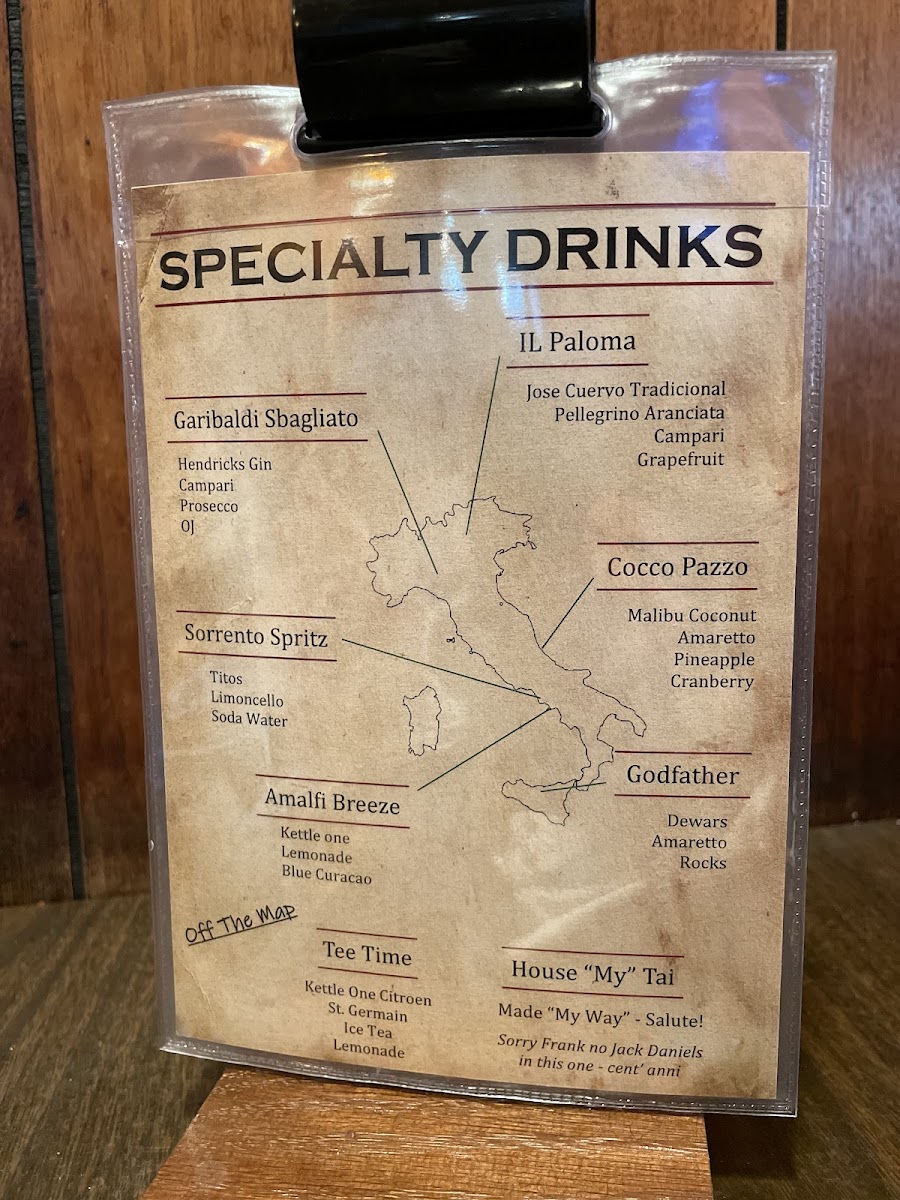 SPECIALTY DRINKS
IL Paloma
Jose Cuervo Tradicional
Pellegrino Aranciata
Campari
Grapefruit
Garibaldi Sbagliato
Hendricks Gin
Campari
Prosecco
OJ
Cocco Pazzo
Malibu Coconut
Amaretto
Pineapple
Cranberry
Sorrento Spritz
Titos
Limoncello
Soda Water
Godfather
Dewars
Amaretto
Rocks
Amalfi Breeze
Kettle one
Lemonade
Blue Curacao
Off The Map
Tee Time
Kettle One Citroen
St. Germain
Ice Tea
Lemonade
House “My” Tai
Made “My Way” - Salute!
Sorry Frank no Jack Daniels
in this one - cent’ anni